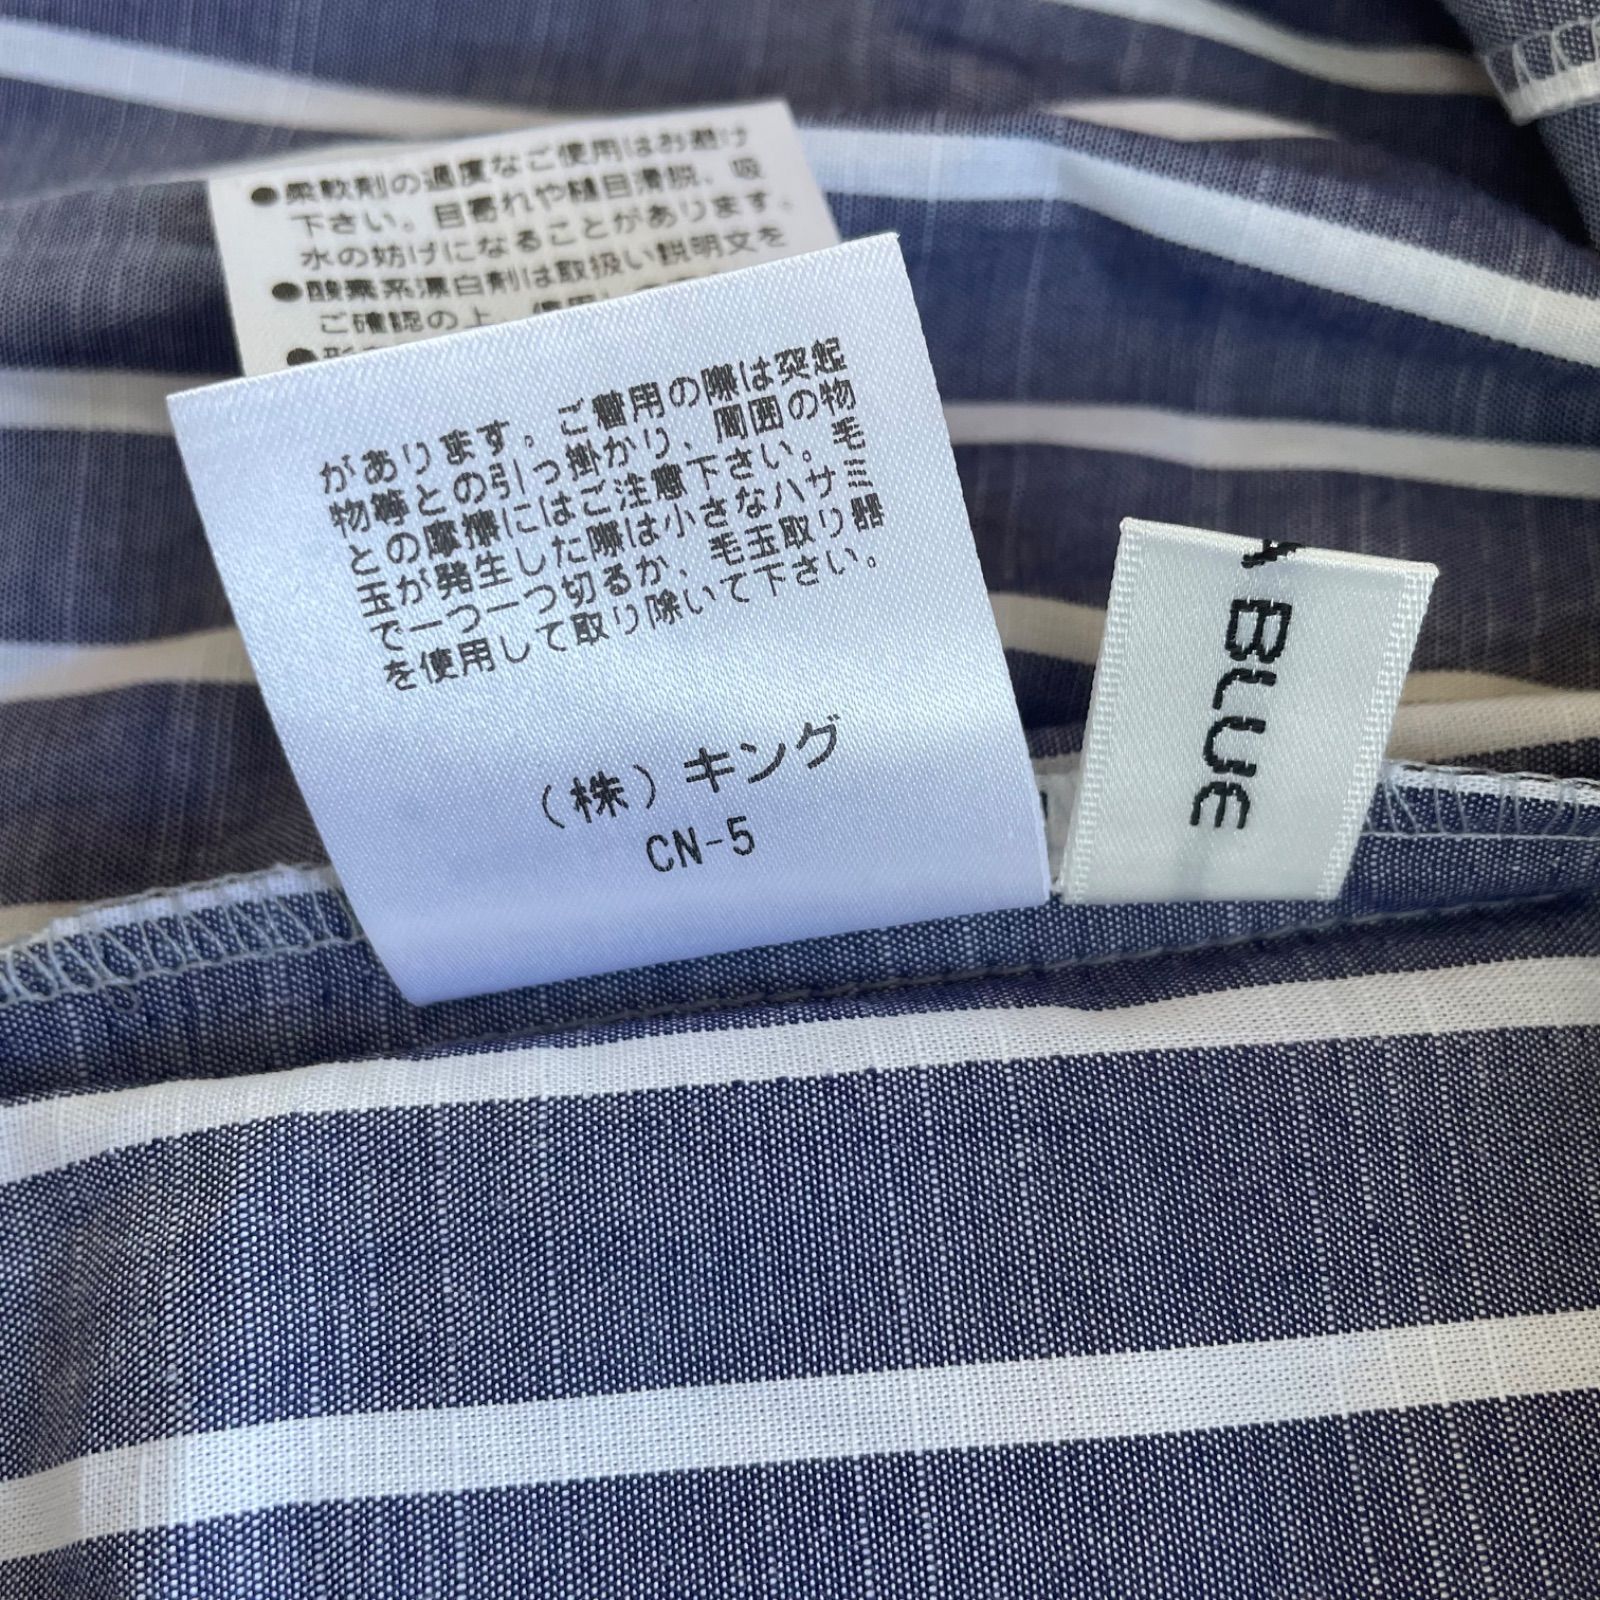 ●柔軟剤の過度なご使用はお避け
下さい。目寄れや縫目滑脱、吸
水の妨げになることがあります。
●酸素系漂白剤は取扱い説明文を
ご確認の上、使用
があります。ご着用の際は突起
物等との引っ掛かり、周囲の物
との摩擦にはご注意下さい。毛
玉が発生した際は小さなハサミ
で一つ一つ切るか、毛玉取り器
を使用して取り除いて下さい。
(株)キング
CN-5
A BLUE